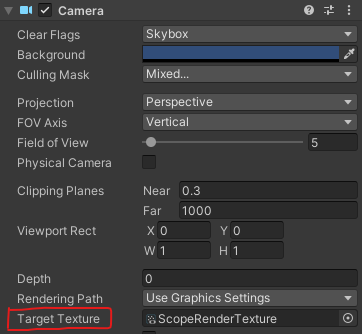 Camera
Clear Flags Skybox
Background
Culling Mask Mixed...
Projection Perspective
FOV Axis Vertical
Field of View 5
Physical Camera
Clipping Planes Near 0.3
Far 1000
Viewport Rect X 0 Y 0
W 1 H 1
Depth 0
Rendering Path Use Graphics Settings
Target Texture ScopeRenderTexture